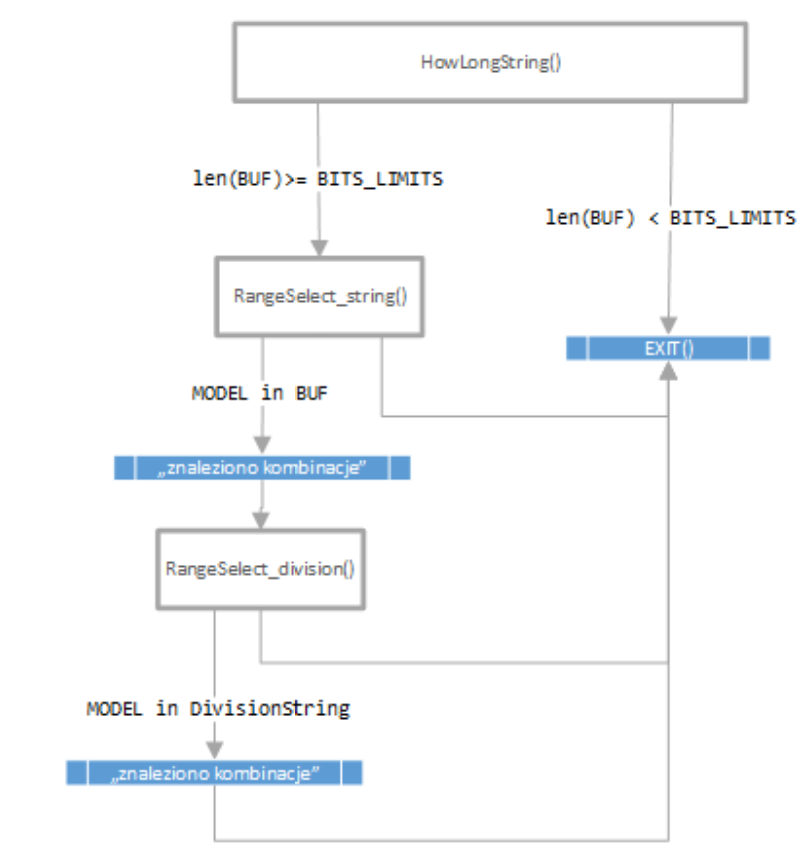 HowLongString()
len(BUF)>= BITS_LIMITS
len(BUF) < BITS_LIMITS
RangeSelect_string()
EXIT()
MODEL in BUF
„znaleziono kombinacje”
RangeSelect_division()
MODEL in DivisionString
„znaleziono kombinacje”